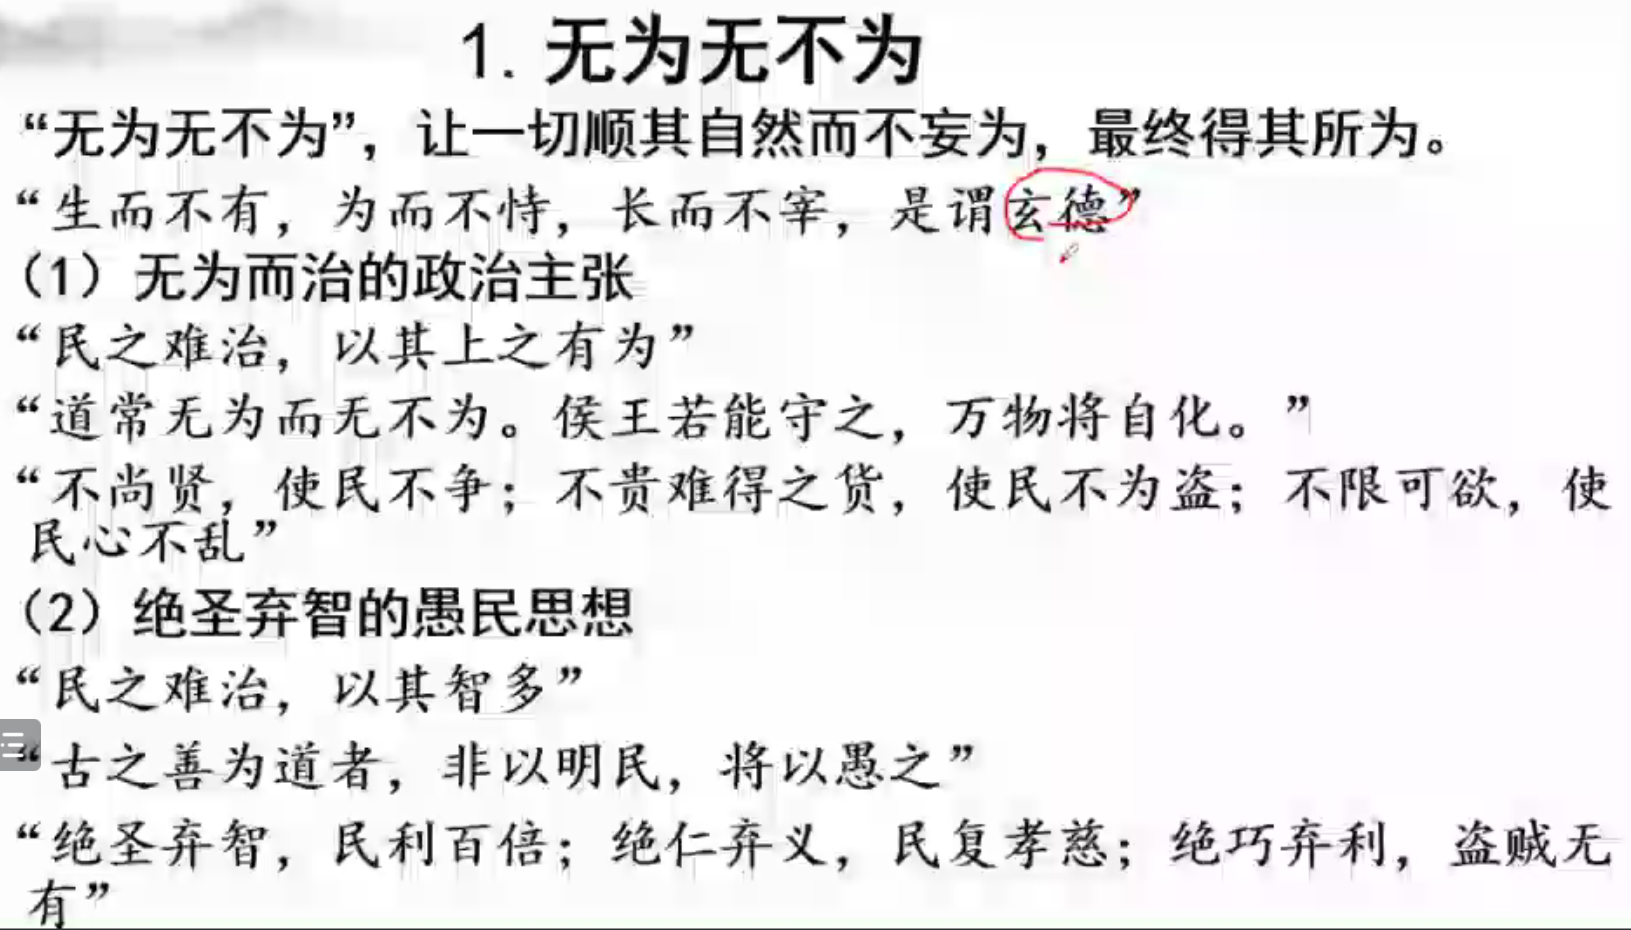 1. 无为无不为
“无为无不为”，让一切顺其自然而不妄为，最终得其所为。
“生而不有，为而不恃，长而不宰，是谓玄德”
（1）无为而治的政治主张
“民之难治，以其上之有为”
“道常无为而无不为。侯王若能守之，万物将自化。”
“不尚贤，使民不争；不贵难得之货，使民不为盗；不限可欲，使
民心不乱”
（2）绝圣弃智的愚民思想
“民之难治，以其智多”
“古之善为道者，非以明民，将以愚之”
“绝圣弃智，民利百倍；绝仁弃义，民复孝慈；绝巧弃利，盗贼无
有”